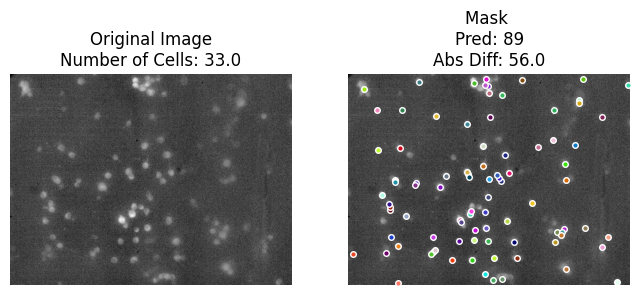 Original Image
Number of Cells: 33.0
Mask
Pred: 89
Abs Diff: 56.0